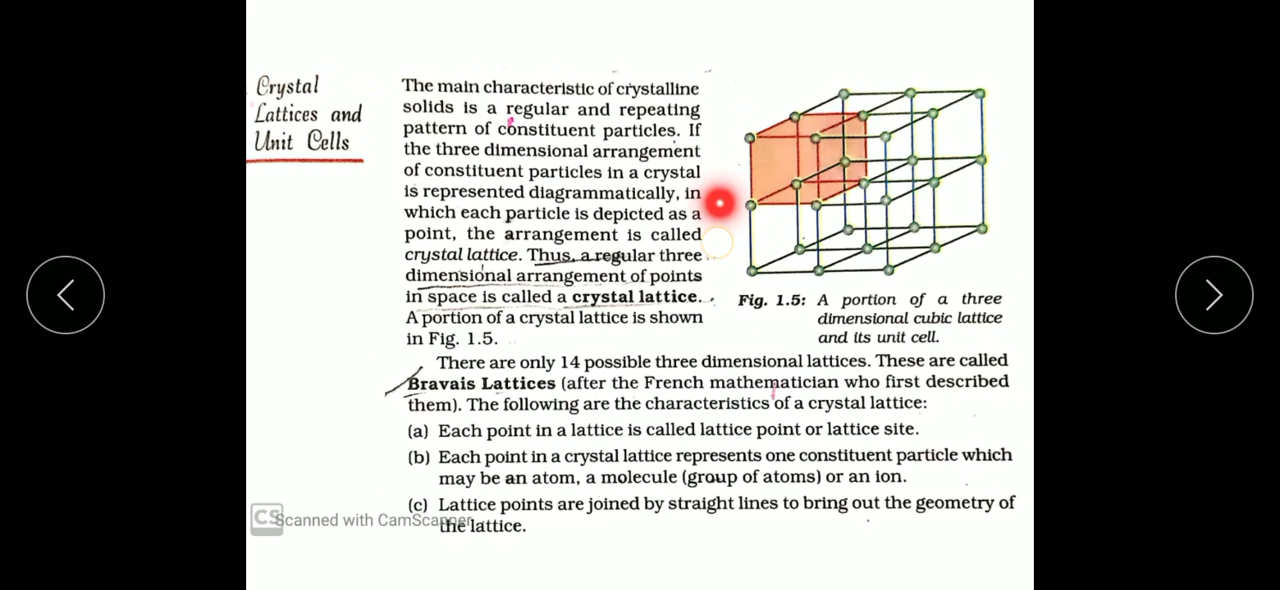 Crystal
Lattices and
Unit Cells
The main characteristic of crystalline
solids is a regular and repeating
pattern of constituent particles. If
the three dimensional arrangement
of constituent particles in a crystal
is represented diagrammatically, in
which each particle is depicted as a
point, the arrangement is called
crystal lattice. Thus, a regular three
dimensional arrangement of points
in space is called a crystal lattice.
A portion of a crystal lattice is shown
in Fig. 1.5.
Fig. 1.5: A portion of a three
dimensional cubic lattice
and its unit cell.
There are only 14 possible three dimensional lattices. These are called
Bravais Lattices (after the French mathematician who first described
them). The following are the characteristics of a crystal lattice:
(a) Each point in a lattice is called lattice point or lattice site.
(b) Each point in a crystal lattice represents one constituent particle which
may be an atom, a molecule (group of atoms) or an ion.
(c) Lattice points are joined by straight lines to bring out the geometry of
the lattice.
CS Scanned with CamScanner